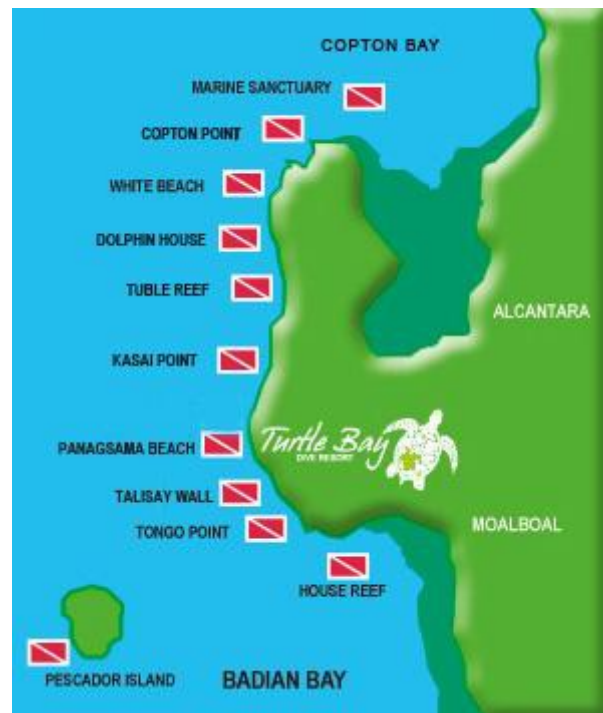 COPTON BAY
MARINE SANCTUARY
COPTON POINT
WHITE BEACH
DOLPHIN HOUSE
TUBLE REEF
ALCANTARA
KASAI POINT
Turtle Bay
DIVE RESORT
PANAGSAMA BEACH
TALISAY WALL
MOALBOAL
TONGO POINT
HOUSE REEF
PESCADOR ISLAND
BADIAN BAY